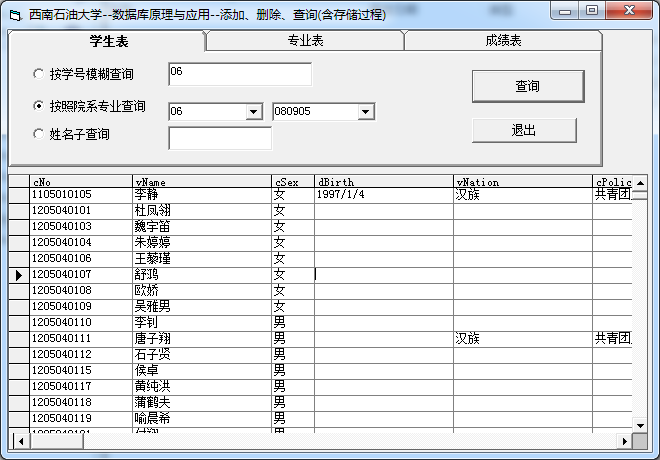 西南石油大学--数据库原理与应用--添加、删除、查询(含存储过程)
学生表 专业表 成绩表
按学号模糊查询 06
查询
按照院系专业查询 06 080905
姓名子查询
退出
cNo vName cSex dBirth vNation cPolic
1105010105 李静 女 1997/1/4 汉族 共青团
1205040101 杜凤翎 女
1205040103 魏宇笛 女
1205040104 朱婷婷 女
1205040106 王藜瑾 女
1205040107 舒鸿 女
1205040108 欧娇 女
1205040109 吴雅男 女
1205040110 李钊 男
1205040111 唐子翔 男 汉族 共青团
1205040112 石子贤 男
1205040115 侯卓 男
1205040117 黄纯洪 男
1205040118 蒲鹤夫 男
1205040119 喻晨希 男